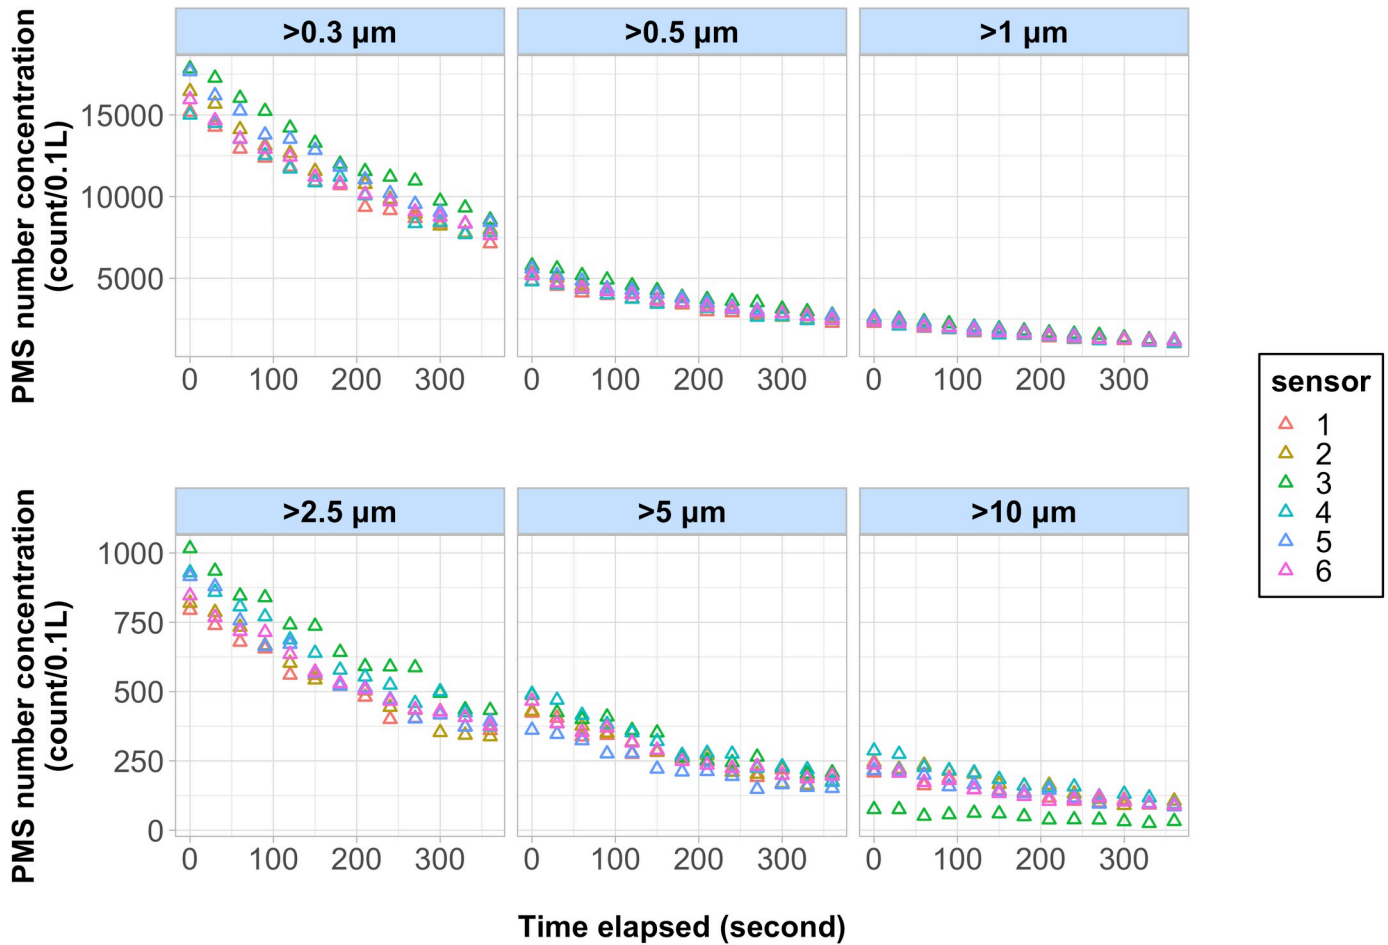 >0.3 µm >0.5 µm >1 µm
PMS number concentration
(count/0.1L)
15000
10000
5000
0 100 200 300 0 100 200 300 0 100 200 300
>2.5 µm >5 µm >10 µm
PMS number concentration
(count/0.1L)
1000
750
500
250
0
0 100 200 300 0 100 200 300 0 100 200 300
Time elapsed (second)
sensor
1
2
3
4
5
6